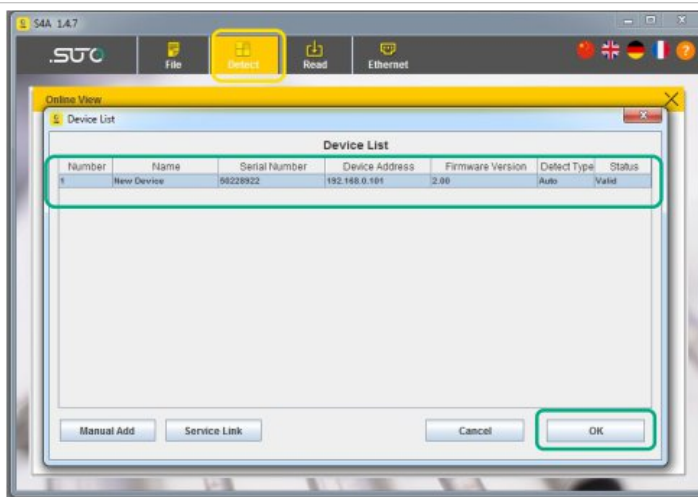 S4A 1.4.7
SUTO
File
Detect
Read
Ethernet
Online View
Device List
Device List
Number Name Serial Number Device Address Firmware Version Detect Type Status
1 New Device 50228922 192.168.0.101 2.00 Auto Valid
Manual Add Service Link Cancel OK